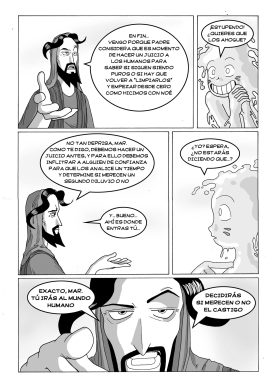 EN FIN...
VENGO PORQUE PADRE
CONSIDERA QUE ES MOMENTO
DE HACER UN JUICIO A
LOS HUMANOS PARA
SABER SI SIGUEN SIENDO
PUROS O SI HAY QUE
VOLVER A "LIMPIARLOS"
Y EMPEZAR DESDE CERO
COMO HICIMOS CON NOÉ
¡ESTUPENDO!
¿QUIERES QUE
LOS AHOGUE?
NO TAN DEPRISA, MAR.
COMO TE DIGO, DEBEMOS HACER UN
JUICIO ANTES, Y PARA ELLO DEBEMOS
INFILTRAR A ALGUIEN DE CONFIANZA
PARA QUE LOS ANALICE UN TIEMPO
Y DETERMINE SI MERECEN UN
SEGUNDO DILUVIO O NO
Y... BUENO...
AHÍ ES DONDE
ENTRAS TÚ...
¿YO? ESPERA,
¿NO ESTARÁS
DICIENDO QUE...?
EXACTO, MAR.
TÚ IRÁS AL MUNDO
HUMANO
DECIDIRÁS
SI MERECEN O NO
EL CASTIGO